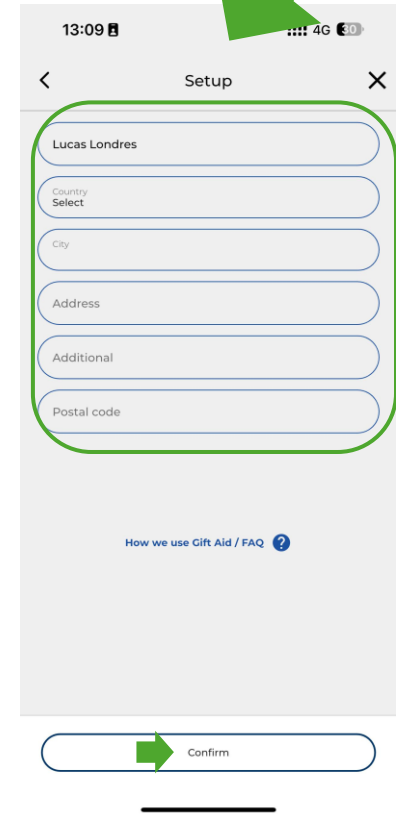 13:09
4G 30
Setup
Lucas Londres
Country
Select
City
Address
Additional
Postal code
How we use Gift Aid / FAQ ?
Confirm